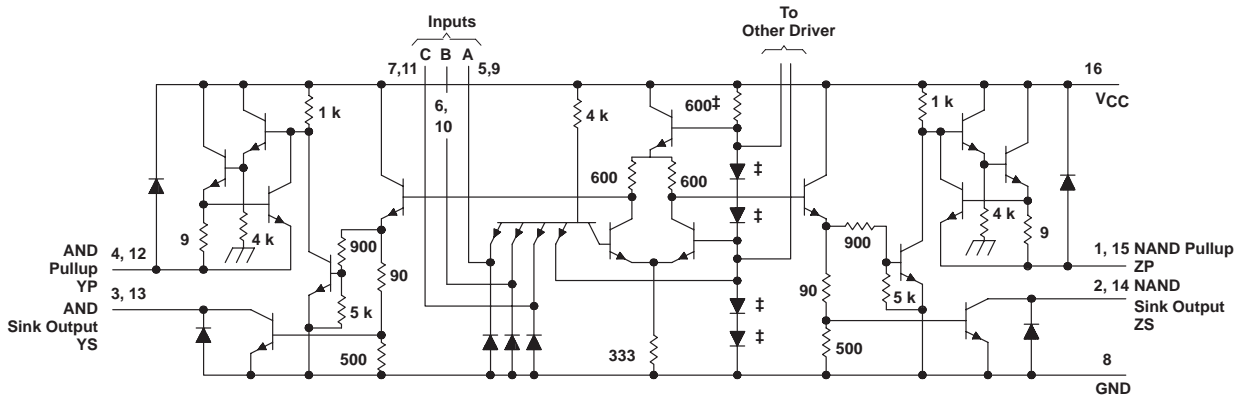 Inputs
To
Other Driver
C B A
7,11
5,9
6,
10
16
VCC
1 k
4 k
600‡
1 k
‡
600
600
‡
9
4 k
900
900
4 k
9
AND
Pullup
YP
4, 12
90
5 k
90
5 k
1, 15 NAND Pullup
ZP
3, 13
AND
Sink Output
YS
2, 14 NAND
Sink Output
ZS
‡
‡
500
333
500
8
GND